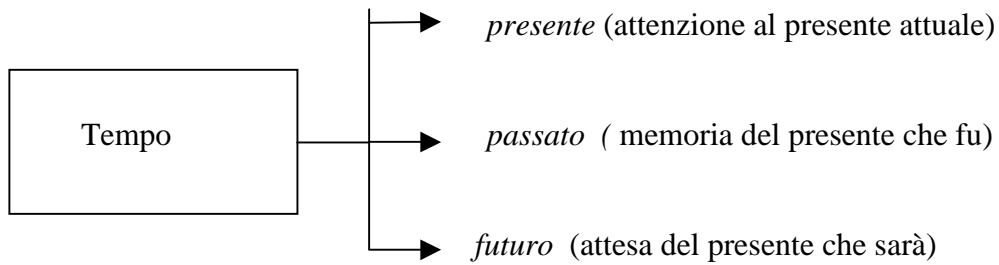 presente (attenzione al presente attuale)
Tempo
passato ( memoria del presente che fu)
futuro (attesa del presente che sarà)